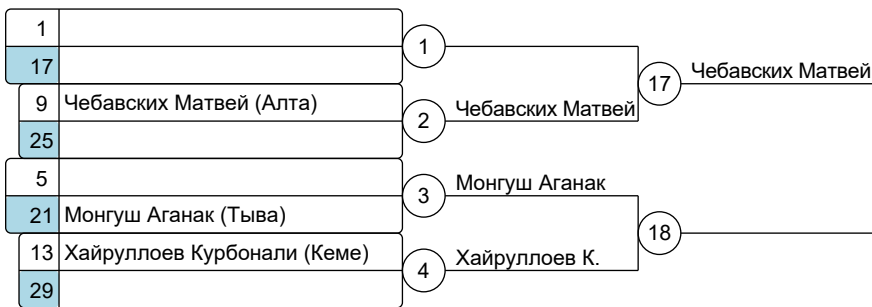 1
17
1
9 Чебавских Матвей (Алта)
25
2
Чебавских Матвей
17
Чебавских Матвей
5
21 Монгуш Аганак (Тыва)
3
Монгуш Аганак
13 Хайруллоев Курбонали (Кеме)
29
4
Хайруллоев К.
18